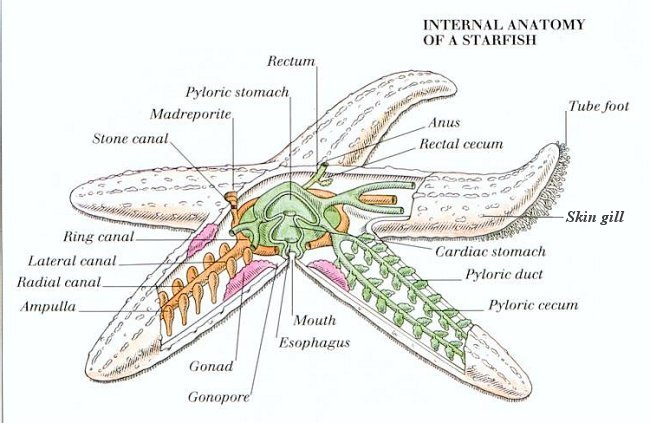 INTERNAL ANATOMY
OF A STARFISH
Rectum
Pyloric stomach
Madreporite
Stone canal
Tube foot
Anus
Rectal cecum
Skin gill
Ring canal
Lateral canal
Radial canal
Ampulla
Cardiac stomach
Pyloric duct
Pyloric cecum
Mouth
Esophagus
Gonad
Gonopore